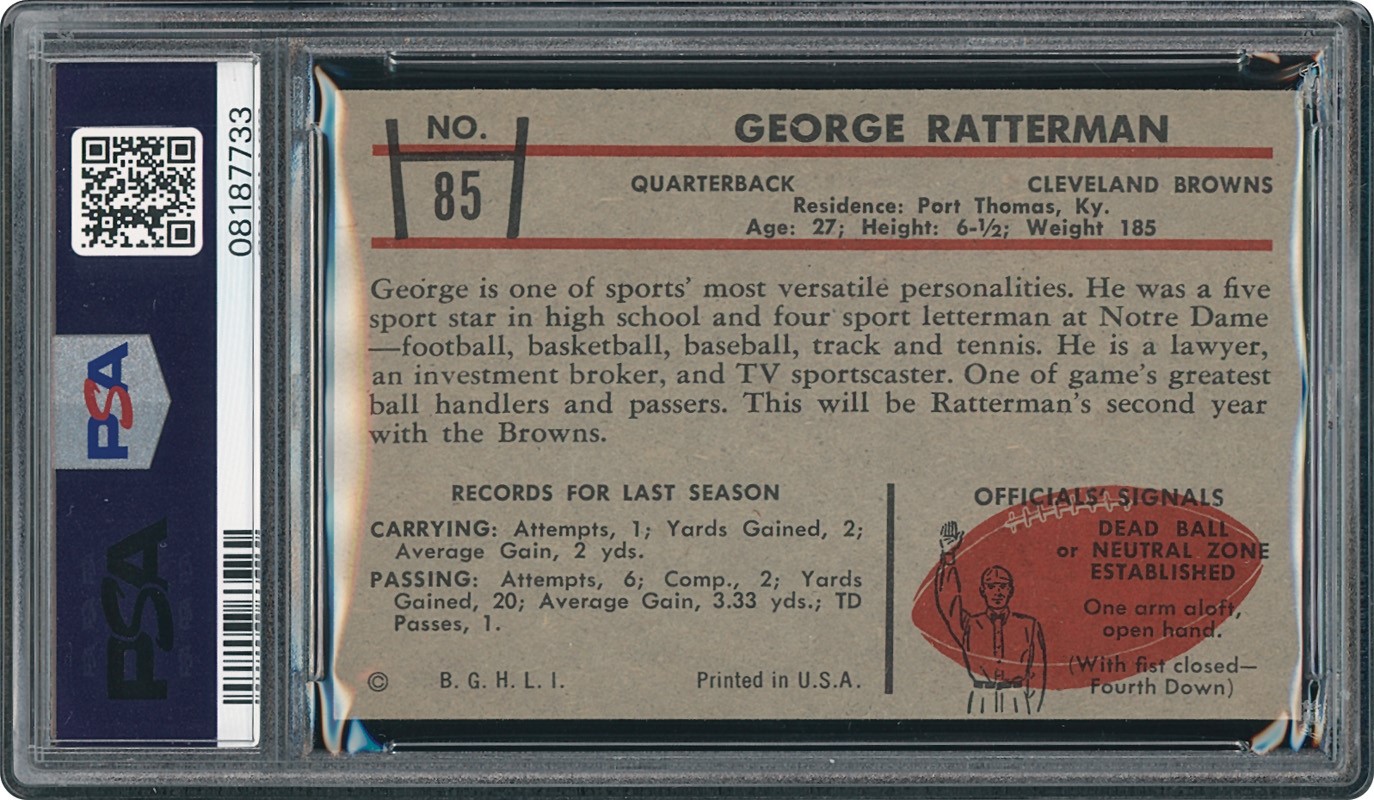 08187733
PSA
PSA
NO.
85
GEORGE RATTERMAN
QUARTERBACK CLEVELAND BROWNS
Residence: Port Thomas, Ky.
Age: 27; Height: 6-½; Weight 185
George is one of sports' most versatile personalities. He was a five
sport star in high school and four sport letterman at Notre Dame
—football, basketball, baseball, track and tennis. He is a lawyer,
an investment broker, and TV sportscaster. One of game's greatest
ball handlers and passers. This will be Ratterman's second year
with the Browns.
RECORDS FOR LAST SEASON
CARRYING: Attempts, 1; Yards Gained, 2;
Average Gain, 2 yds.
PASSING: Attempts, 6; Comp., 2; Yards
Gained, 20; Average Gain, 3.33 yds.; TD
Passes, 1.
© B. G. H. L. I. Printed in U.S.A.
OFFICIALS' SIGNALS
DEAD BALL
or NEUTRAL ZONE
ESTABLISHED
One arm aloft,
open hand.
(With fist closed—
Fourth Down)